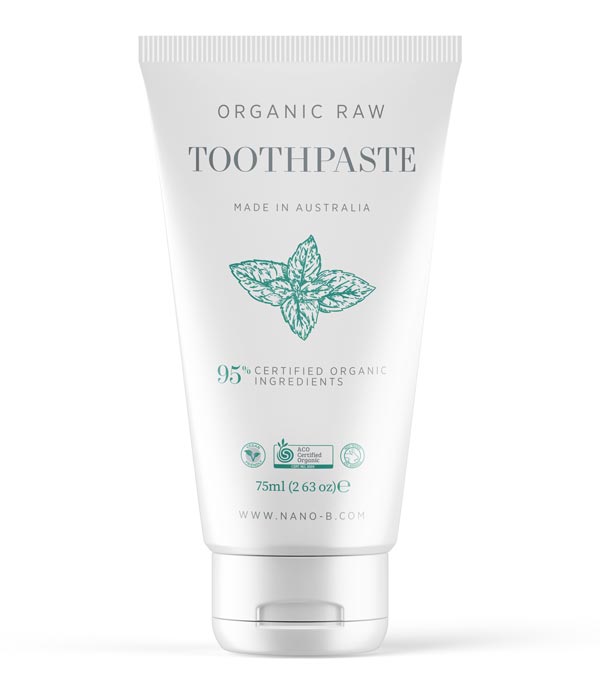 ORGANIC RAW
TOOTHPASTE
MADE IN AUSTRALIA
95% CERTIFIED ORGANIC
INGREDIENTS
VEGAN
ACO
Certified
Organic
75ml (2 63 oz)℮
WWW.NANO-B.COM